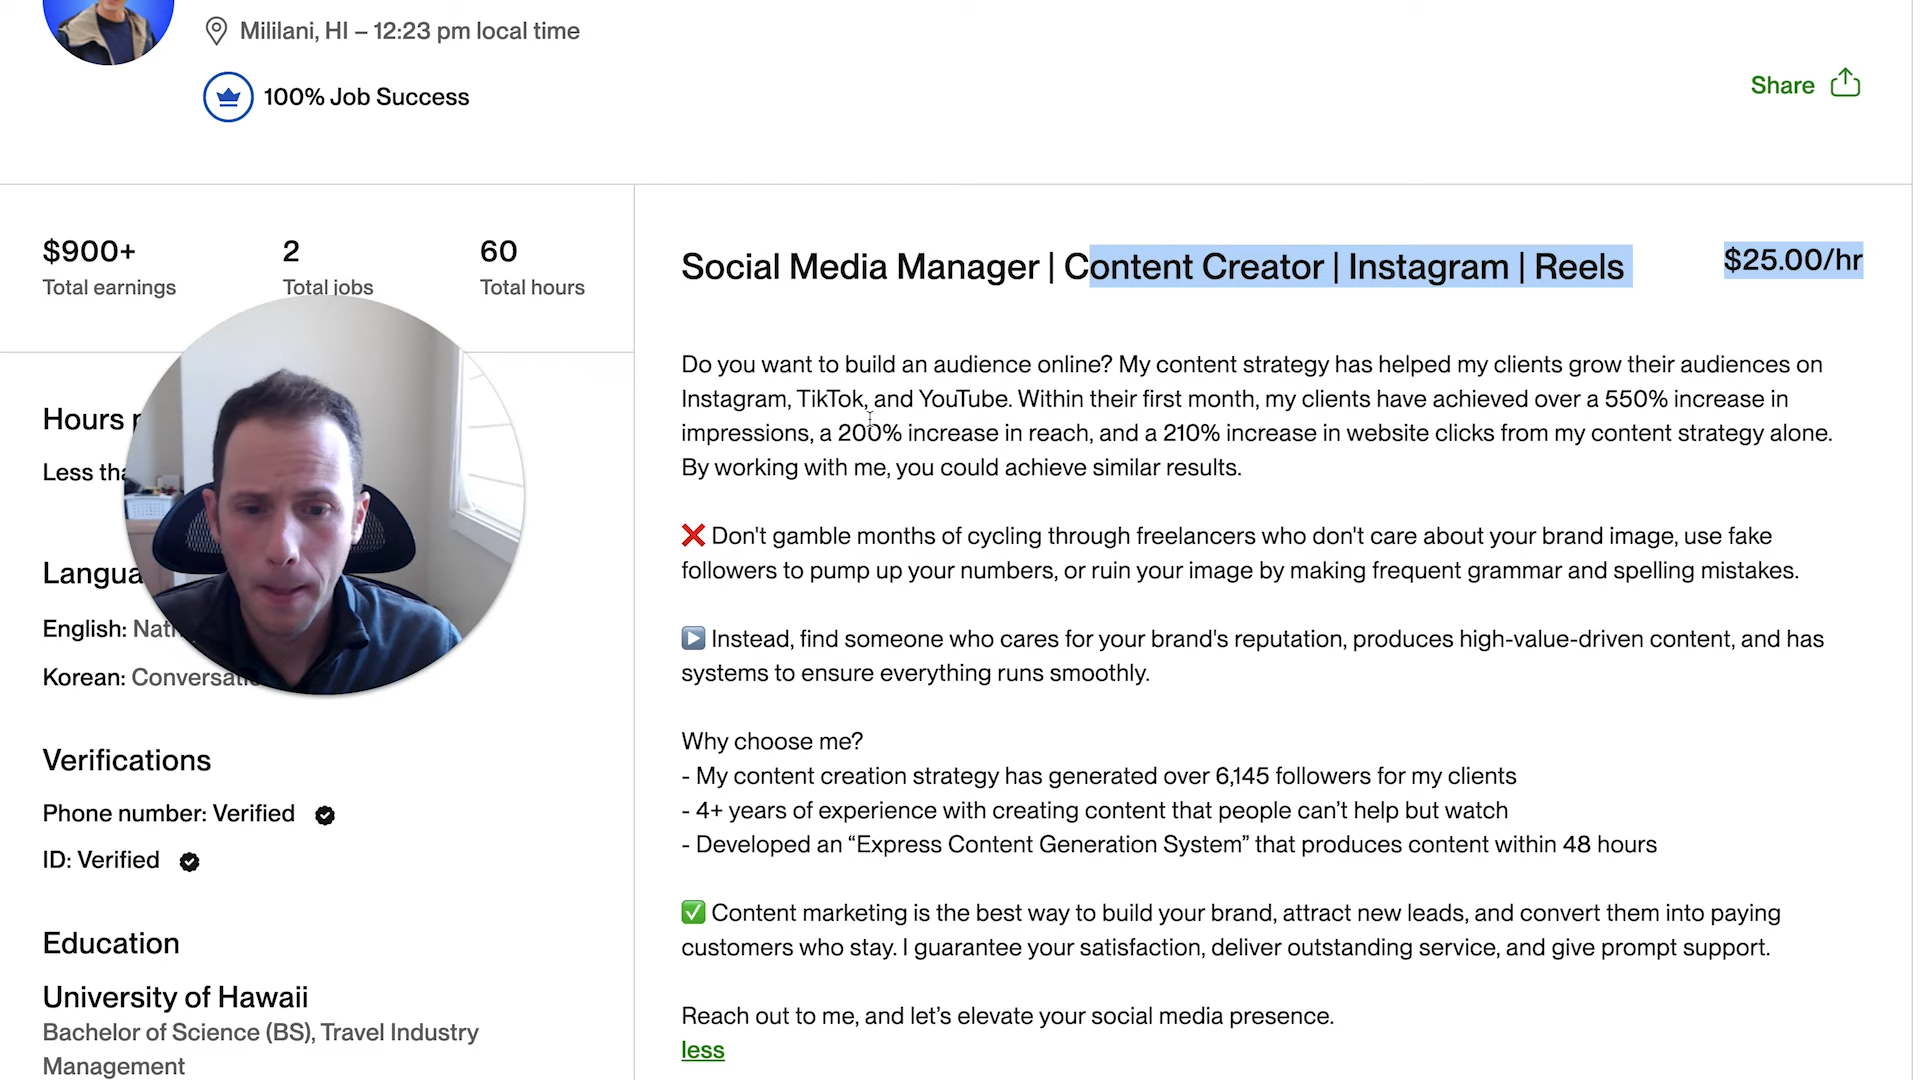 Mililani, HI – 12:23 pm local time
100% Job Success
Share
$900+
Total earnings
2
Total jobs
60
Total hours
Hours
Less tha
Langua
English: Nati
Korean: Conversati
Verifications
Phone number: Verified
ID: Verified
Education
University of Hawaii
Bachelor of Science (BS), Travel Industry
Management
Social Media Manager | Content Creator | Instagram | Reels
$25.00/hr
Do you want to build an audience online? My content strategy has helped my clients grow their audiences on
Instagram, TikTok, and YouTube. Within their first month, my clients have achieved over a 550% increase in
impressions, a 200% increase in reach, and a 210% increase in website clicks from my content strategy alone.
By working with me, you could achieve similar results.
❌ Don't gamble months of cycling through freelancers who don't care about your brand image, use fake
followers to pump up your numbers, or ruin your image by making frequent grammar and spelling mistakes.
▶️ Instead, find someone who cares for your brand's reputation, produces high-value-driven content, and has
systems to ensure everything runs smoothly.
Why choose me?
- My content creation strategy has generated over 6,145 followers for my clients
- 4+ years of experience with creating content that people can’t help but watch
- Developed an “Express Content Generation System” that produces content within 48 hours
✅ Content marketing is the best way to build your brand, attract new leads, and convert them into paying
customers who stay. I guarantee your satisfaction, deliver outstanding service, and give prompt support.
Reach out to me, and let’s elevate your social media presence.
less